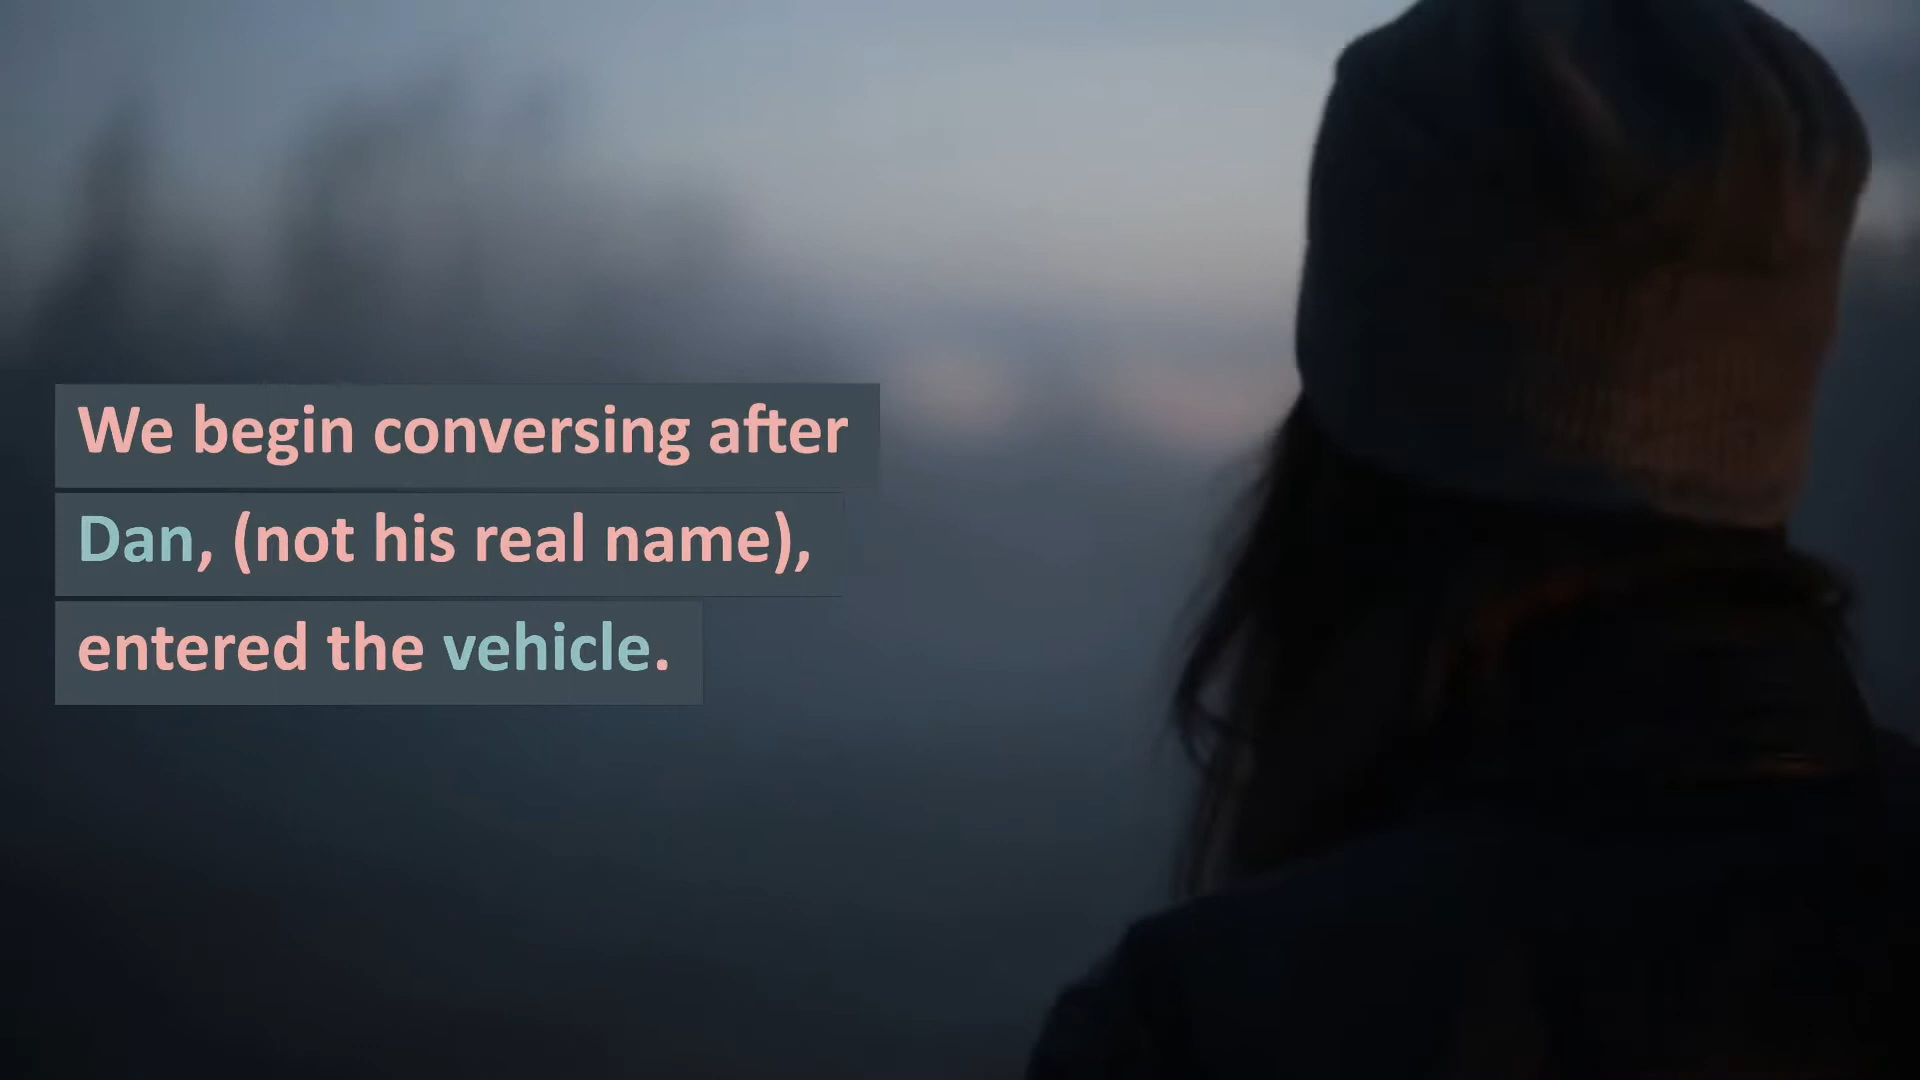 We begin conversing after
Dan, (not his real name),
entered the vehicle.